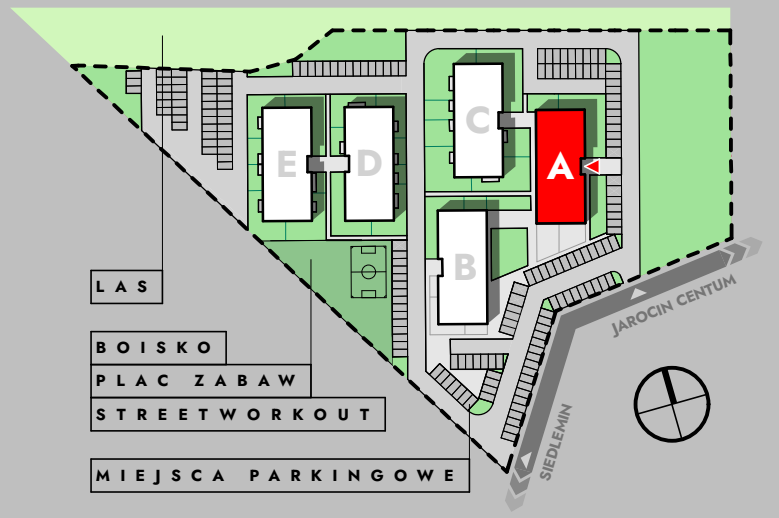 C
A
E
D
B
LAS
BOISKO
PLAC ZABAW
STREETWORKOUT
MIEJSCA PARKINGOWE
JAROCIN CENTUM
SIEDLEMIN